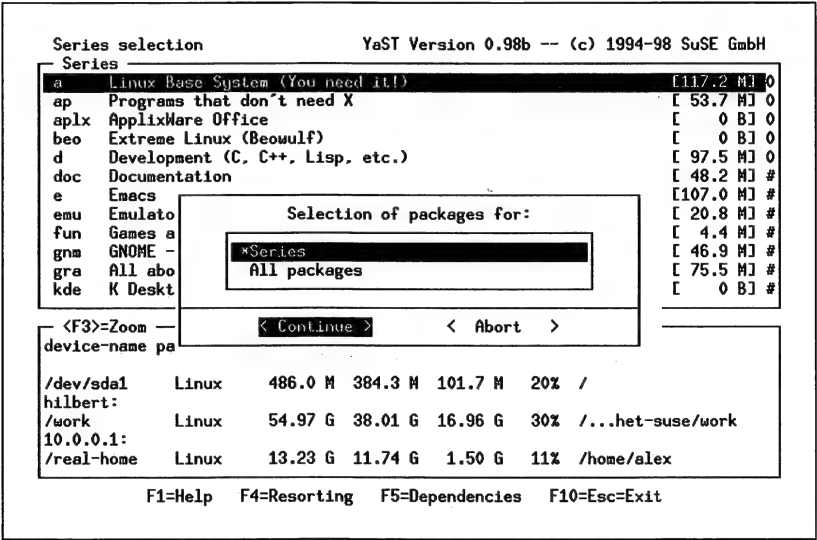 Series selection YaST Version 0.98b -- (c) 1994-98 SuSE GmbH
Series
a Linux Base System (You need it!) [117.2 M] O
ap Programs that don´t need X [ 53.7 M] O
aplx ApplixWare Office [ 0 B] O
beo Extreme Linux (Beowulf) [ 0 B] O
d Development (C, C++, Lisp, etc.) [ 97.5 M] O
doc Documentation [ 48.2 M] #
e Emacs [107.0 M] #
emu Emulato [ 20.8 M] #
fun Games a [ 4.4 M] #
gnm GNOME - [ 46.9 M] #
gra All abo [ 75.5 M] #
kde K Deskt [ 0 B] #
Selection of packages for:
*Series
All packages
< Continue > < Abort >
<F3>=Zoom
device-name pa
/dev/sda1 Linux 486.0 M 384.3 M 101.7 M 20% /
hilbert:
/work Linux 54.97 G 38.01 G 16.96 G 30% /...het-suse/work
10.0.0.1:
/real-home Linux 13.23 G 11.74 G 1.50 G 11% /home/alex
F1=Help F4=Resorting F5=Dependencies F10=Esc=Exit